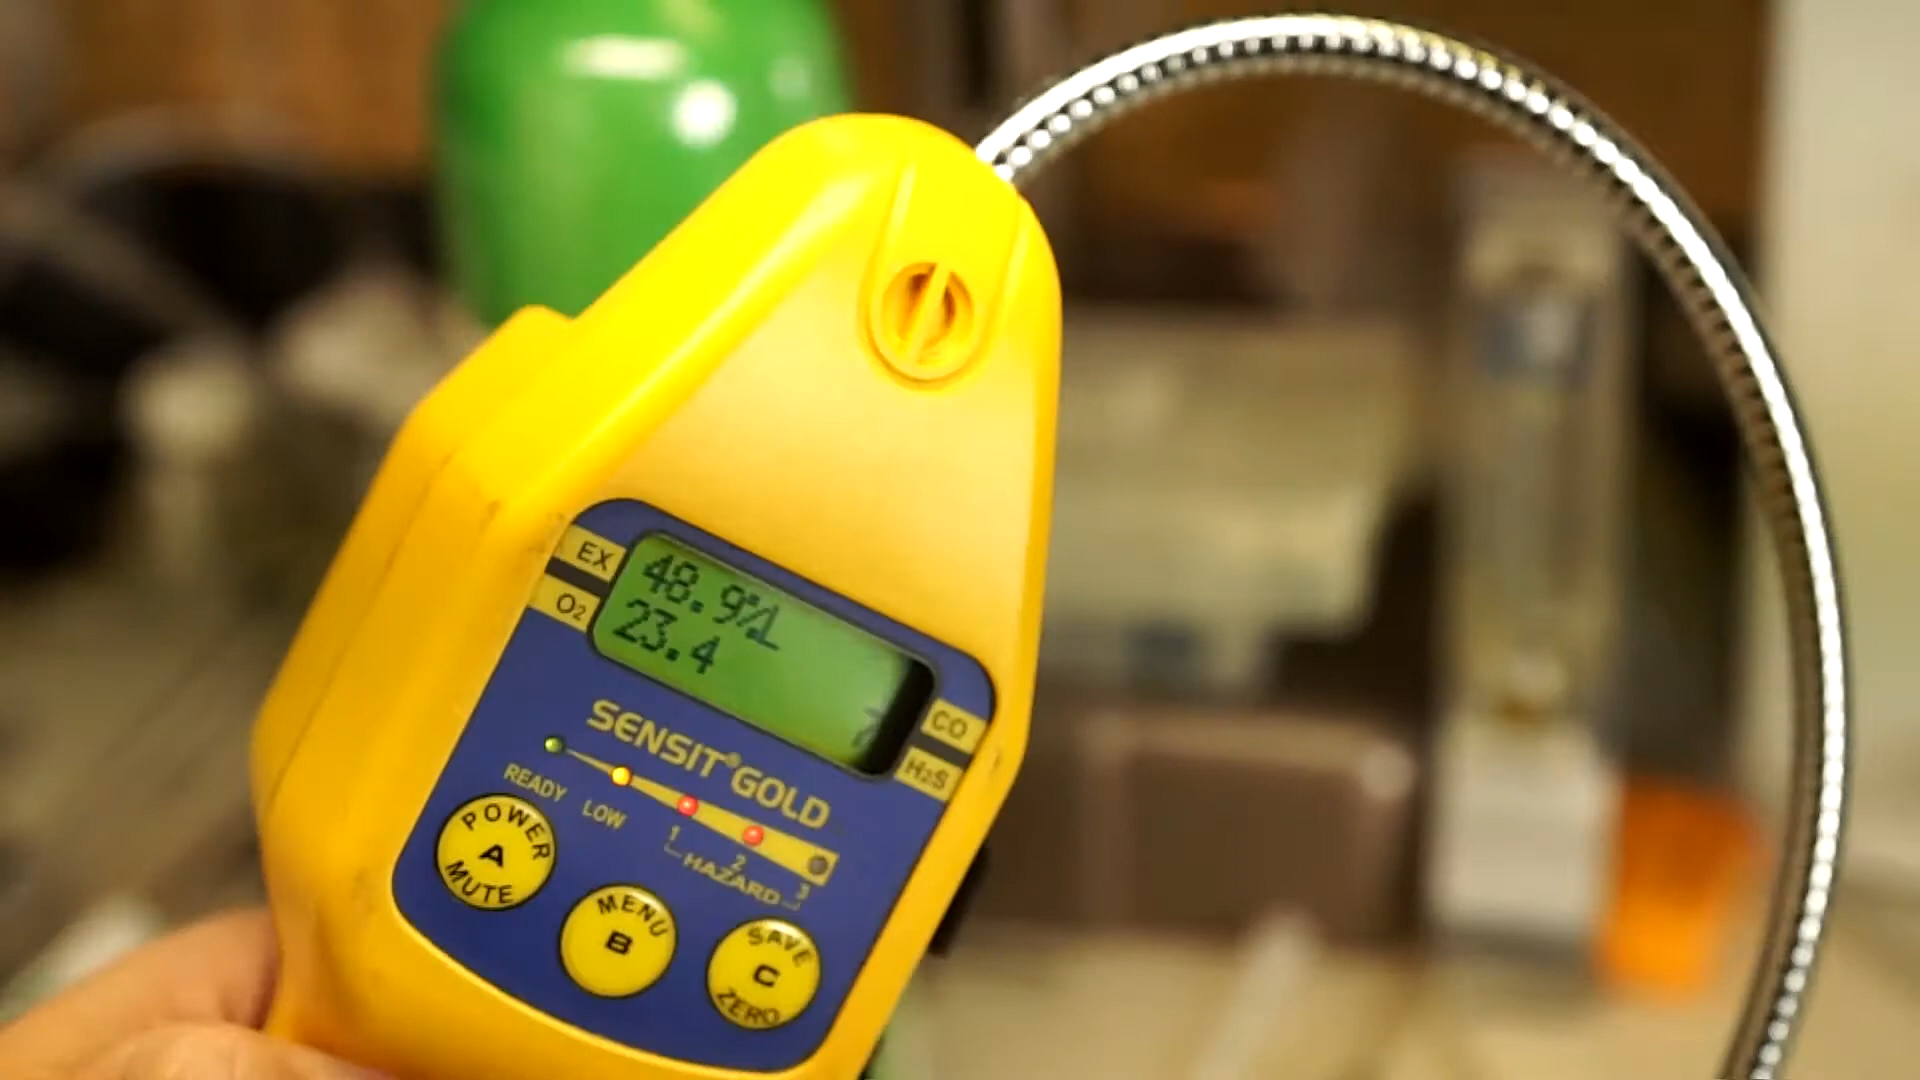 EX
O2
48.9%L
23.4
CO
H2S
SENSIT® GOLD
READY
LOW
1
2
3
HAZARD
POWER
A
MUTE
MENU
B
SAVE
C
ZERO